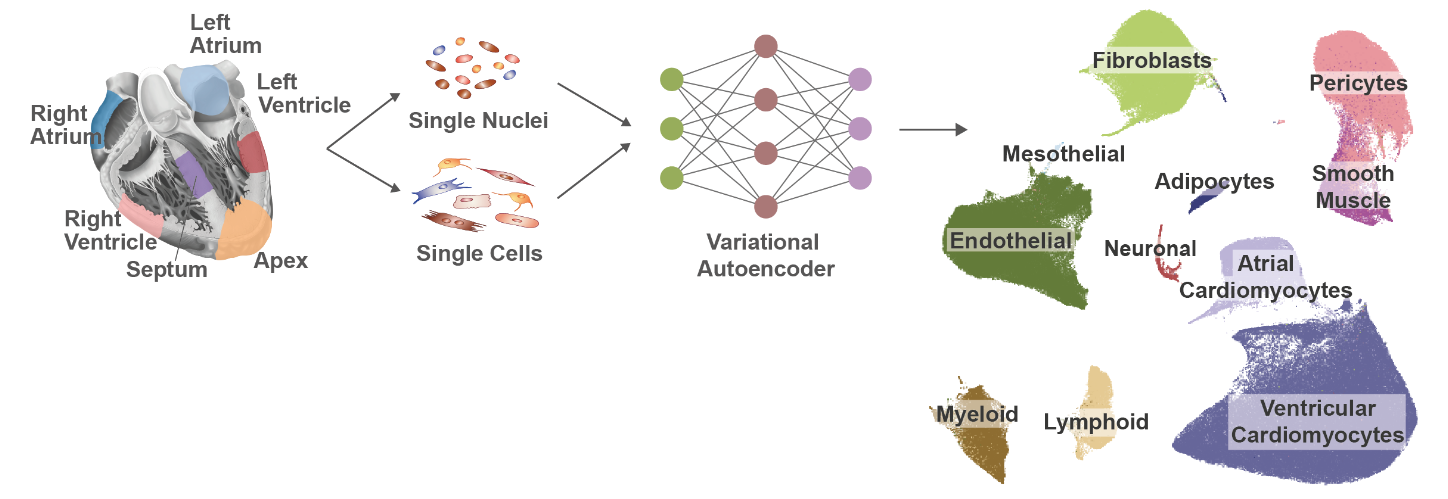 Left
Atrium
Left
Ventricle
Right
Atrium
Right
Ventricle
Septum
Apex
Single Nuclei
Single Cells
Variational
Autoencoder
Fibroblasts
Pericytes
Mesothelial
Adipocytes
Smooth
Muscle
Endothelial
Neuronal
Atrial
Cardiomyocytes
Myeloid
Lymphoid
Ventricular
Cardiomyocytes